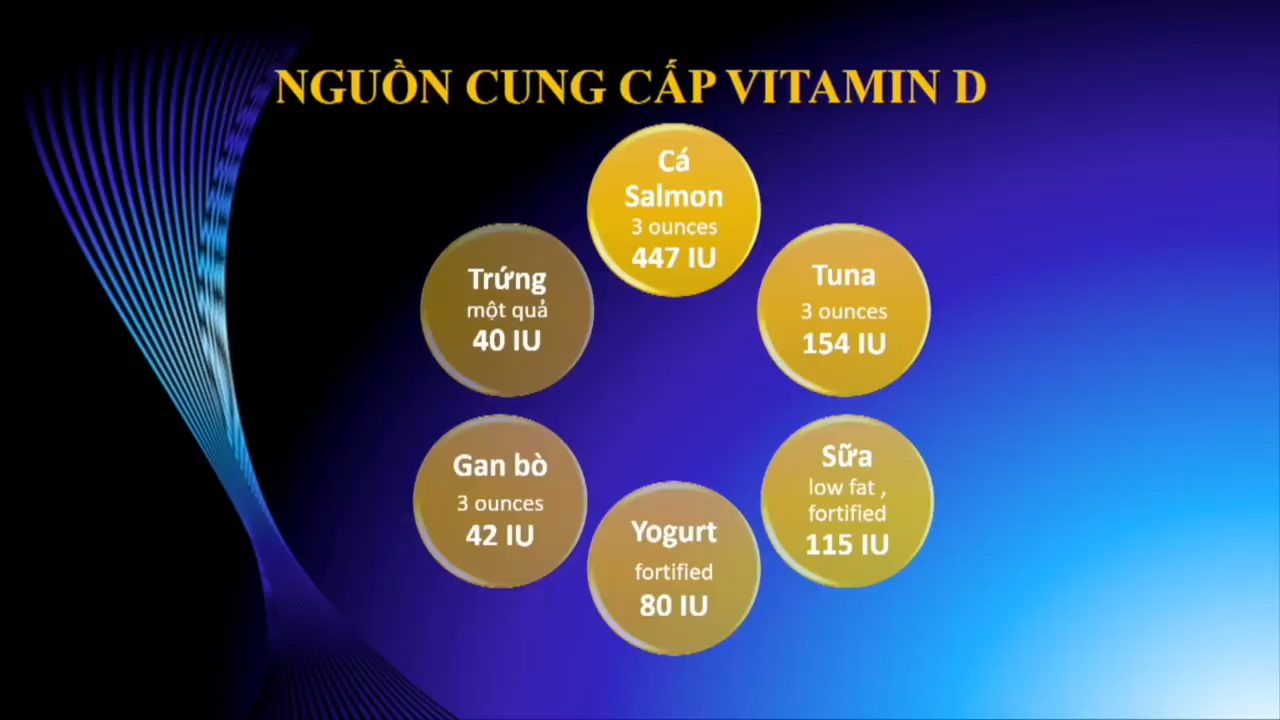 NGUỒN CUNG CẤP VITAMIN D
Cá
Salmon
3 ounces
447 IU
Tuna
3 ounces
154 IU
Sữa
low fat ,
fortified
115 IU
Yogurt
fortified
80 IU
Gan bò
3 ounces
42 IU
Trứng
một quả
40 IU